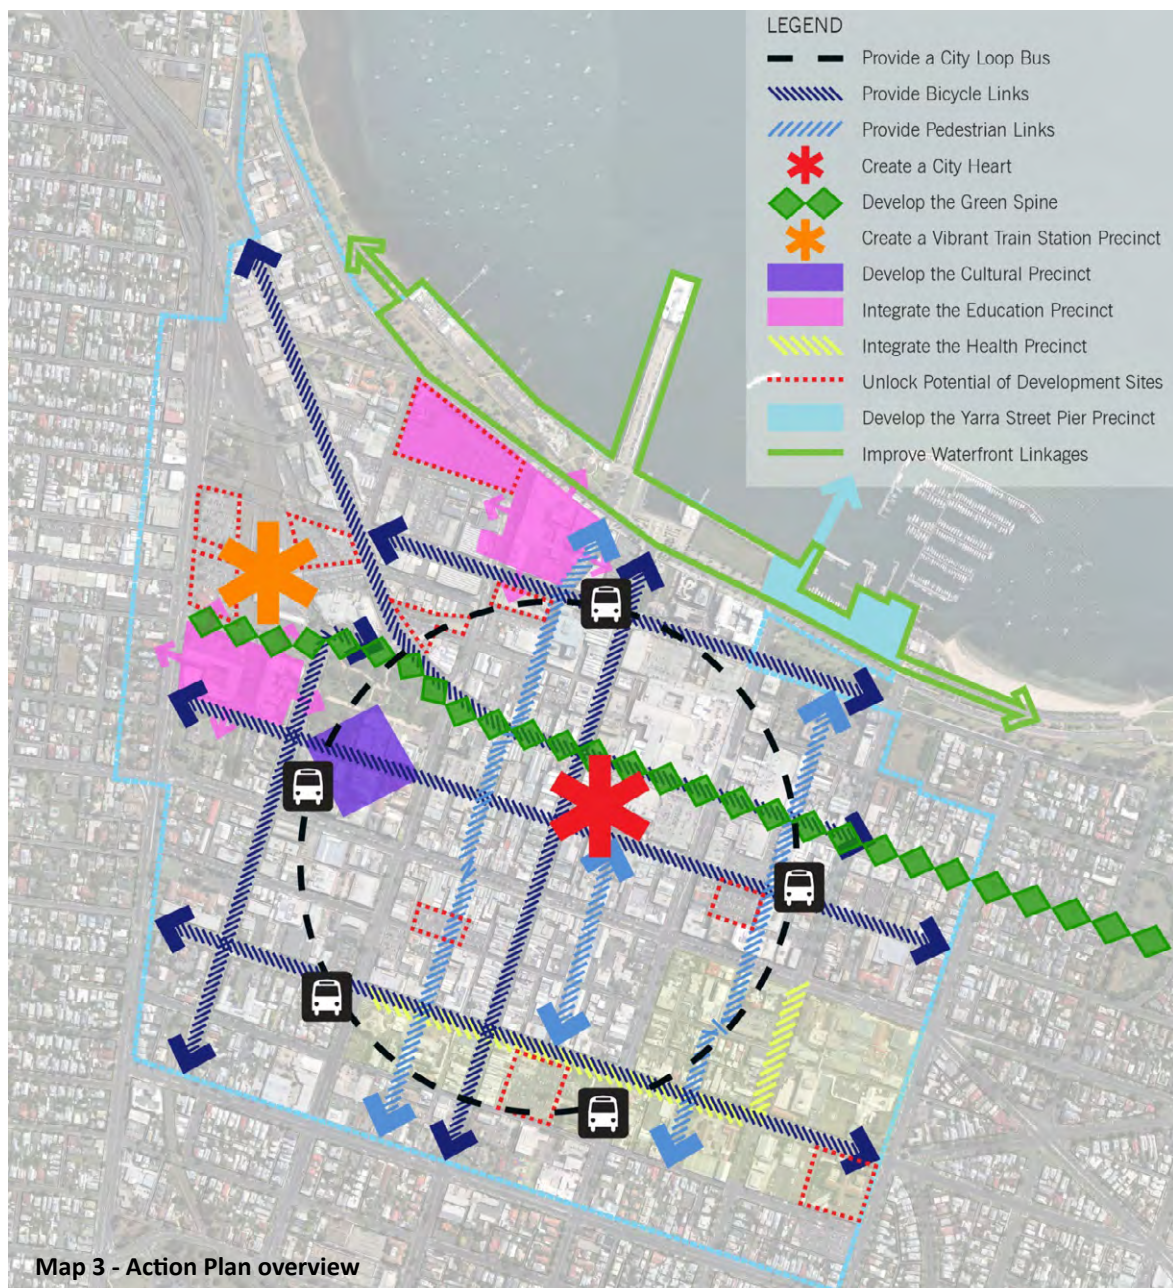 LEGEND
Provide a City Loop Bus
Provide Bicycle Links
Provide Pedestrian Links
Create a City Heart
Develop the Green Spine
Create a Vibrant Train Station Precinct
Develop the Cultural Precinct
Integrate the Education Precinct
Integrate the Health Precinct
Unlock Potential of Development Sites
Develop the Yarra Street Pier Precinct
Improve Waterfront Linkages
Map 3 - Action Plan overview